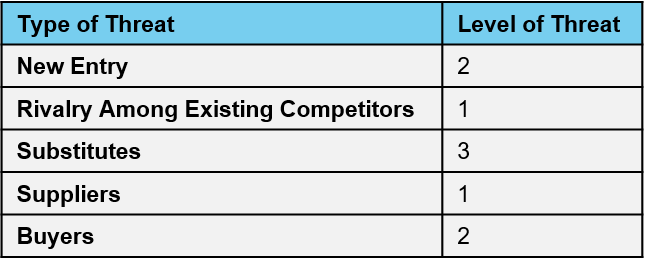 Type of Threat Level of Threat
New Entry 2
Rivalry Among Existing Competitors 1
Substitutes 3
Suppliers 1
Buyers 2